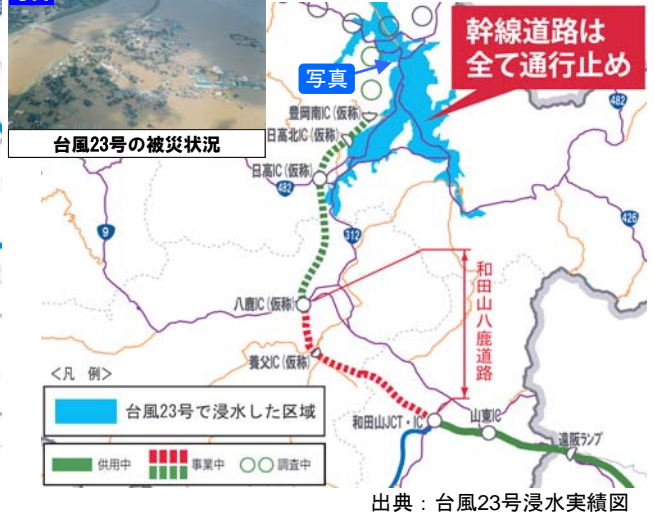 台風23号の被災状況
写真
幹線道路は
全て通行止め
482
豊岡南IC(仮称)
日高北IC(仮称)
日高IC(仮称)
482
426
9
312
和田山八鹿道路
八鹿IC(仮称)
養父IC(仮称)
<凡 例>
台風23号で浸水した区域
和田山JCT・IC
山東IC
遠阪ランプ
供用中
事業中
調査中
出典:台風23号浸水実績図